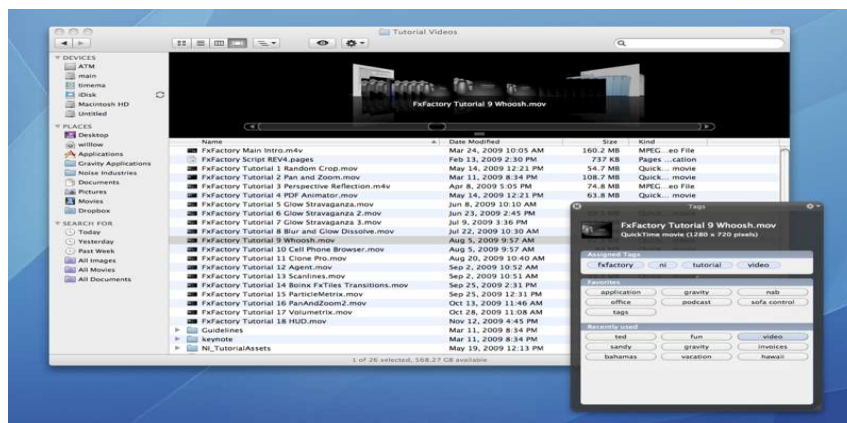 Tutorial Videos
DEVICES
ATM
main
timema
iDisk
Macintosh HD
Untitled
PLACES
Desktop
willlow
Applications
Gravity Applications
Noise Industries
Documents
Pictures
Movies
Dropbox
SEARCH FOR
Today
Yesterday
Past Week
All Images
All Movies
All Documents
FxFactory Tutorial 9 Whoosh.mov
Name Date Modified Size Kind
FxFactory Main Intro.m4v Mar 24, 2009 10:05 AM 160.2 MB MPEG...eo File
FxFactory Script REV4.pages Feb 13, 2009 2:30 PM 737 KB Pages ...cation
FxFactory Tutorial 1 Random Crop.mov May 14, 2009 12:21 PM 54.7 MB Quick... movie
FxFactory Tutorial 2 Pan and Zoom.mov Mar 11, 2009 8:34 PM 108.7 MB Quick... movie
FxFactory Tutorial 3 Perspective Reflection.m4v Apr 8, 2009 5:05 PM 74.8 MB MPEG...eo File
FxFactory Tutorial 4 PDF Animator.mov May 14, 2009 12:21 PM 63.8 MB Quick... movie
FxFactory Tutorial 5 Glow Stravaganza.mov Jun 8, 2009 10:10 AM
FxFactory Tutorial 6 Glow Stravaganza 2.mov Jun 23, 2009 2:45 PM
FxFactory Tutorial 7 Glow Stravaganza 3.mov Jul 9, 2009 3:36 PM
FxFactory Tutorial 8 Blur and Glow Dissolve.mov Jul 22, 2009 10:30 AM
FxFactory Tutorial 9 Whoosh.mov Aug 5, 2009 9:57 AM
FxFactory Tutorial 10 Cell Phone Browser.mov Aug 5, 2009 9:57 AM
FxFactory Tutorial 11 Clone Pro.mov Aug 20, 2009 10:40 AM
FxFactory Tutorial 12 Agent.mov Sep 2, 2009 10:52 AM
FxFactory Tutorial 13 Scanlines.mov Sep 2, 2009 10:51 AM
FxFactory Tutorial 14 Boinx FxTiles Transitions.mov Sep 25, 2009 2:31 PM
FxFactory Tutorial 15 ParticleMetrix.mov Sep 25, 2009 12:31 PM
FxFactory Tutorial 16 PanAndZoom2.mov Oct 13, 2009 11:46 AM
FxFactory Tutorial 17 Overview.mov Oct 28, 2009 11:08 AM
FxFactory Tutorial 18 HUD.mov Nov 12, 2009 4:45 PM
Guidelines Mar 11, 2009 8:34 PM
keynote Mar 11, 2009 8:34 PM
NI_TutorialAssets May 19, 2009 12:13 PM
1 of 26 selected, 568.27 GB available
Tags
FxFactory Tutorial 9 Whoosh.mov
QuickTime movie (1280 x 720 pixels)
Assigned Tags
fxfactory ni tutorial video
Favorites
application gravity nab
office podcast sofa control
tags
Recently used
ted fun video
sandy gravity invoices
bahamas vacation hawaii